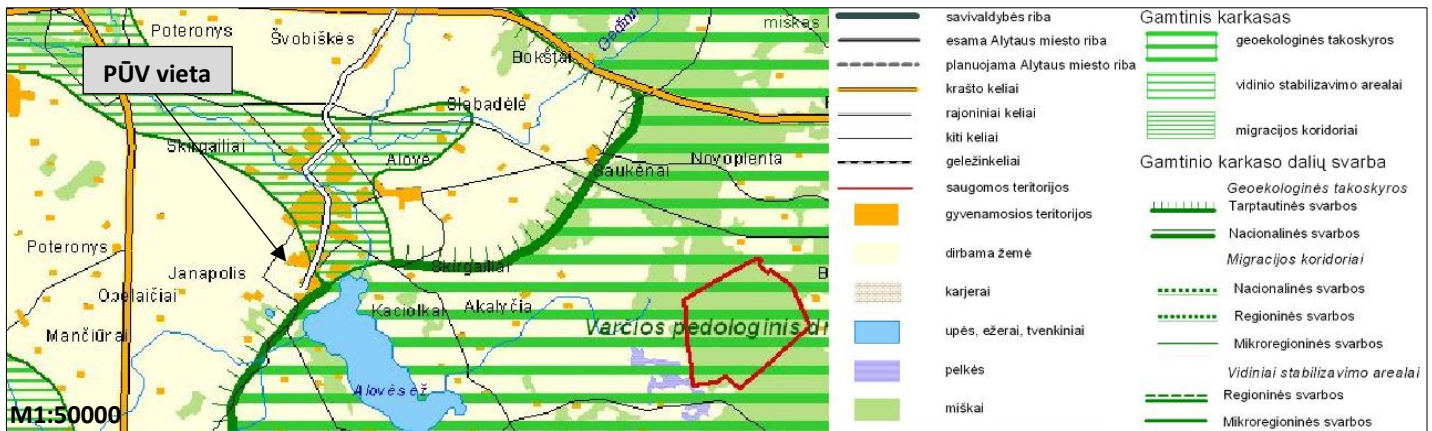 Poteronys
Švobiškės
miškas
Bokštai
PŪV vieta
Slabadėlė
Skirgailiai
Alovė
Novoplenta
Saukėnai
Poteronys
Janapolis
Skirgailiai
Obelaičiai
Kaciolkai
Akalyčia
Mančiūrai
Varčios pedologinis dr
Alovės ež.
M1:50000
savivaldybės riba
esama Alytaus miesto riba
planuojama Alytaus miesto riba
krašto keliai
rajoniniai keliai
kiti keliai
geležinkeliai
saugomos teritorijos
gyvenamosios teritorijos
dirbama žemė
karjerai
upės, ežerai, tvenkiniai
pelkės
miškai
Gamtinis karkasas
geoekologinės takoskyros
vidinio stabilizavimo arealai
migracijos koridoriai
Gamtinio karkaso dalių svarba
Geoekologinės takoskyros
Tarptautinės svarbos
Nacionalinės svarbos
Migracijos koridoriai
Nacionalinės svarbos
Regioninės svarbos
Mikroregioninės svarbos
Vidiniai stabilizavimo arealai
Regioninės svarbos
Mikroregioninės svarbos